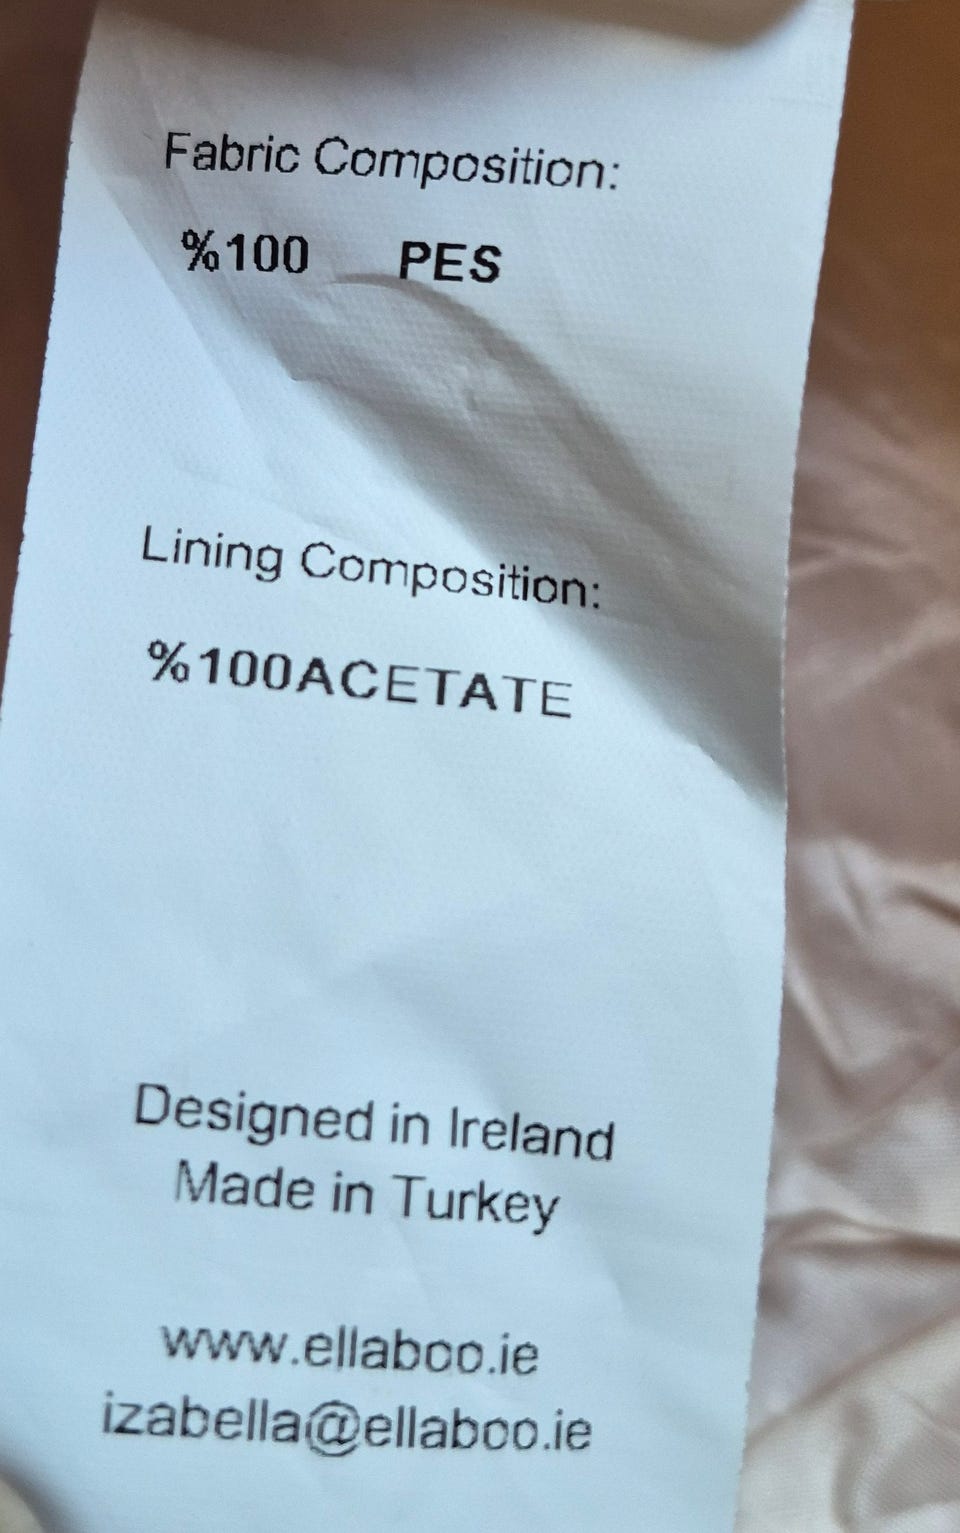 Fabric Composition:
%100 PES
Lining Composition:
%100ACETATE
Designed in Ireland
Made in Turkey
www.ellaboo.ie
izabella@ellaboo.ie